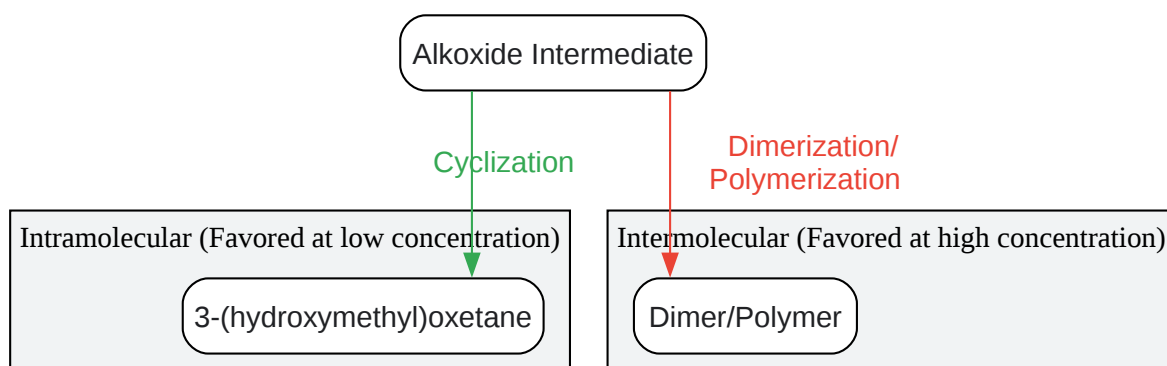 Alkoxide Intermediate
Cyclization
Dimerization/
Polymerization
Intramolecular (Favored at low concentration)
Intermolecular (Favored at high concentration)
3-(hydroxymethyl)oxetane
Dimer/Polymer